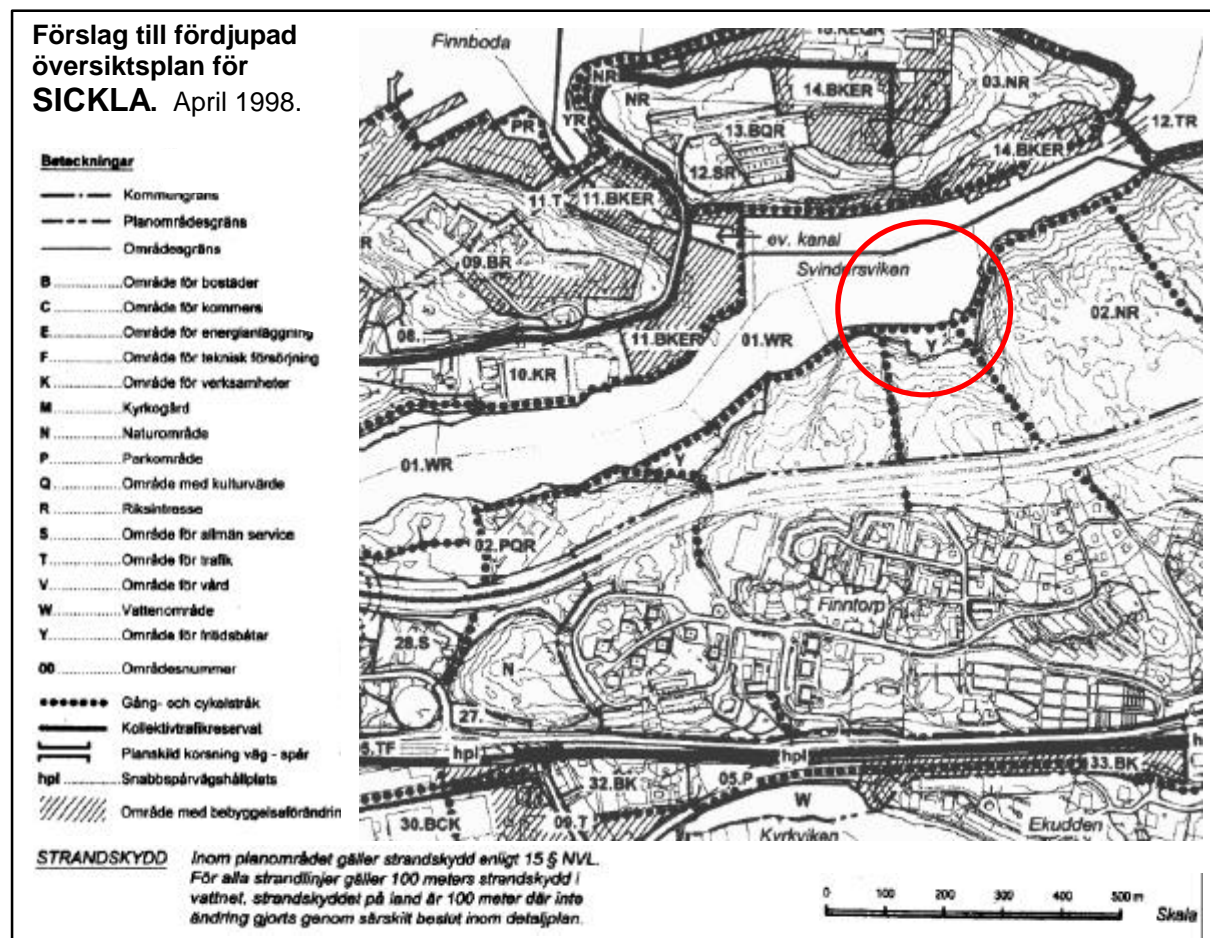 Förslag till fördjupad
översiktsplan för
SICKLA. April 1998.
Beteckningar
Kommungräns
Planområdesgräns
Områdesgräns
B .......... Område för bostäder
C .......... Område för kommers
E .......... Område för energianläggning
F .......... Område för teknisk försörjning
K .......... Område för verksamheter
M .......... Kyrkogård
N .......... Naturområde
P .......... Parkområde
Q .......... Område med kulturvärde
R .......... Riksintresse
S .......... Område för allmän service
T .......... Område för trafik
V .......... Område för vård
W .......... Vattenområde
Y .......... Område för fritidsbåtar
00 .......... Områdesnummer
Gång- och cykelstråk
Kollektivtrafikreservat
Planskild korsning väg - spår
hpl .......... Snabbspårvägshållplats
Område med bebyggelseförändrin
Finnboda
NR
NR
YR
PR
14.BKER
03.NR
13.BQR
12.SR
12.TR
14.BKER
11.T
11.BKER
ev. kanal
Svindersviken
09.BR
08.
11.BKER
01.WR
02.NR
Y
10.KR
01.WR
Y
02.PQR
Finntorp
28.S
N
27.
5.TF
hpl
hpl
33.BK
32.BK
05.P
W
30.BCK
09.T
Kyrkviken
Ekudden
STRANDSKYDD
Inom planområdet gäller strandskydd enligt 15 § NVL.
För alla strandlinjer gäller 100 meters strandskydd i
vattnet, strandskyddet på land är 100 meter där inte
ändring gjorts genom särskilt beslut inom detaljplan.
0 100 200 300 400 500 m
Skala